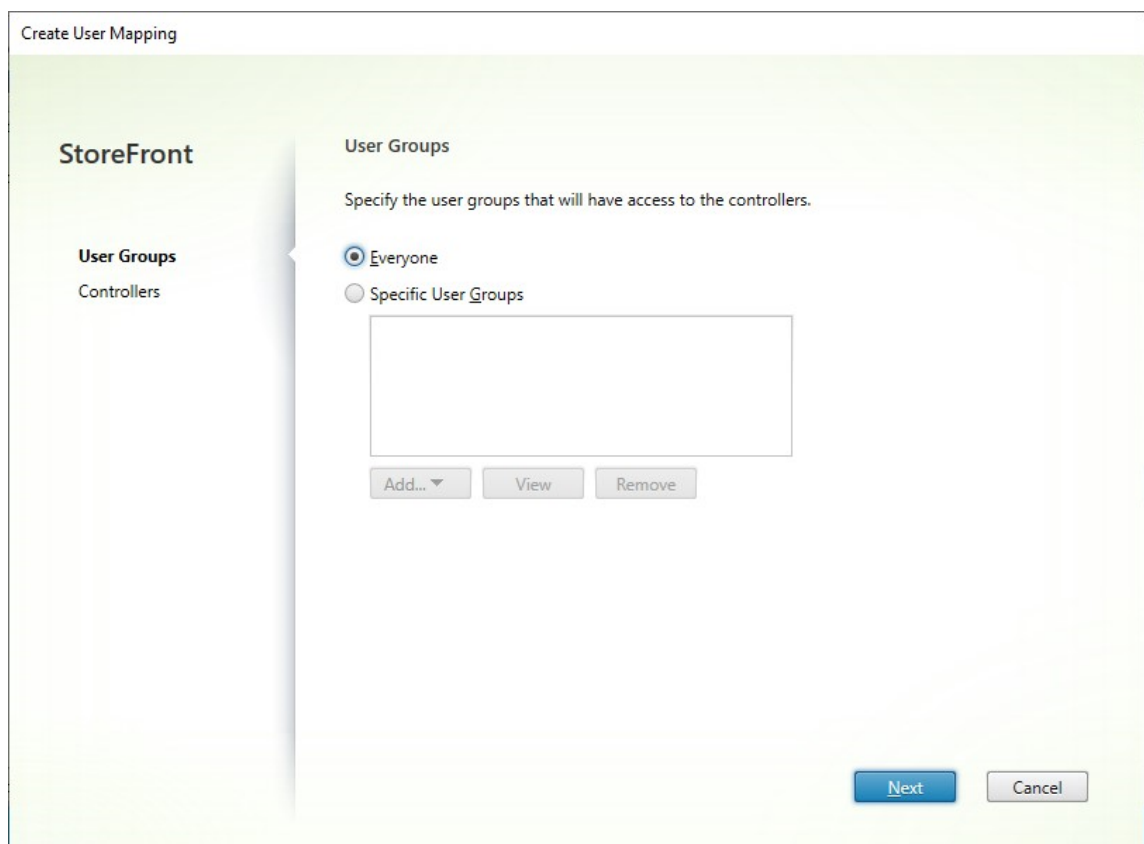 Create User Mapping
StoreFront
User Groups
Controllers
User Groups
Specify the user groups that will have access to the controllers.
Everyone
Specific User Groups
Add...
View
Remove
Next
Cancel